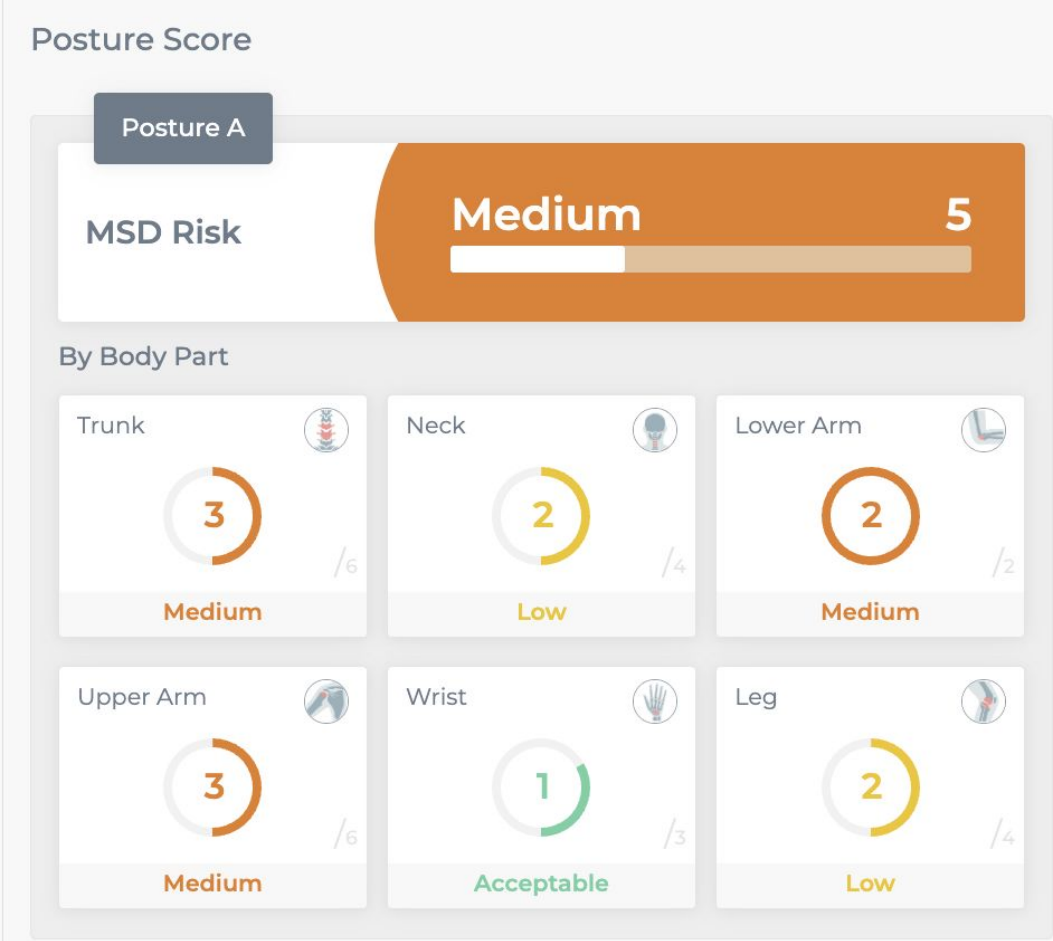 Posture Score
Posture A
MSD Risk
Medium 5
By Body Part
Trunk
3
/6
Medium
Neck
2
/4
Low
Lower Arm
2
/2
Medium
Upper Arm
3
/6
Medium
Wrist
1
/3
Acceptable
Leg
2
/4
Low